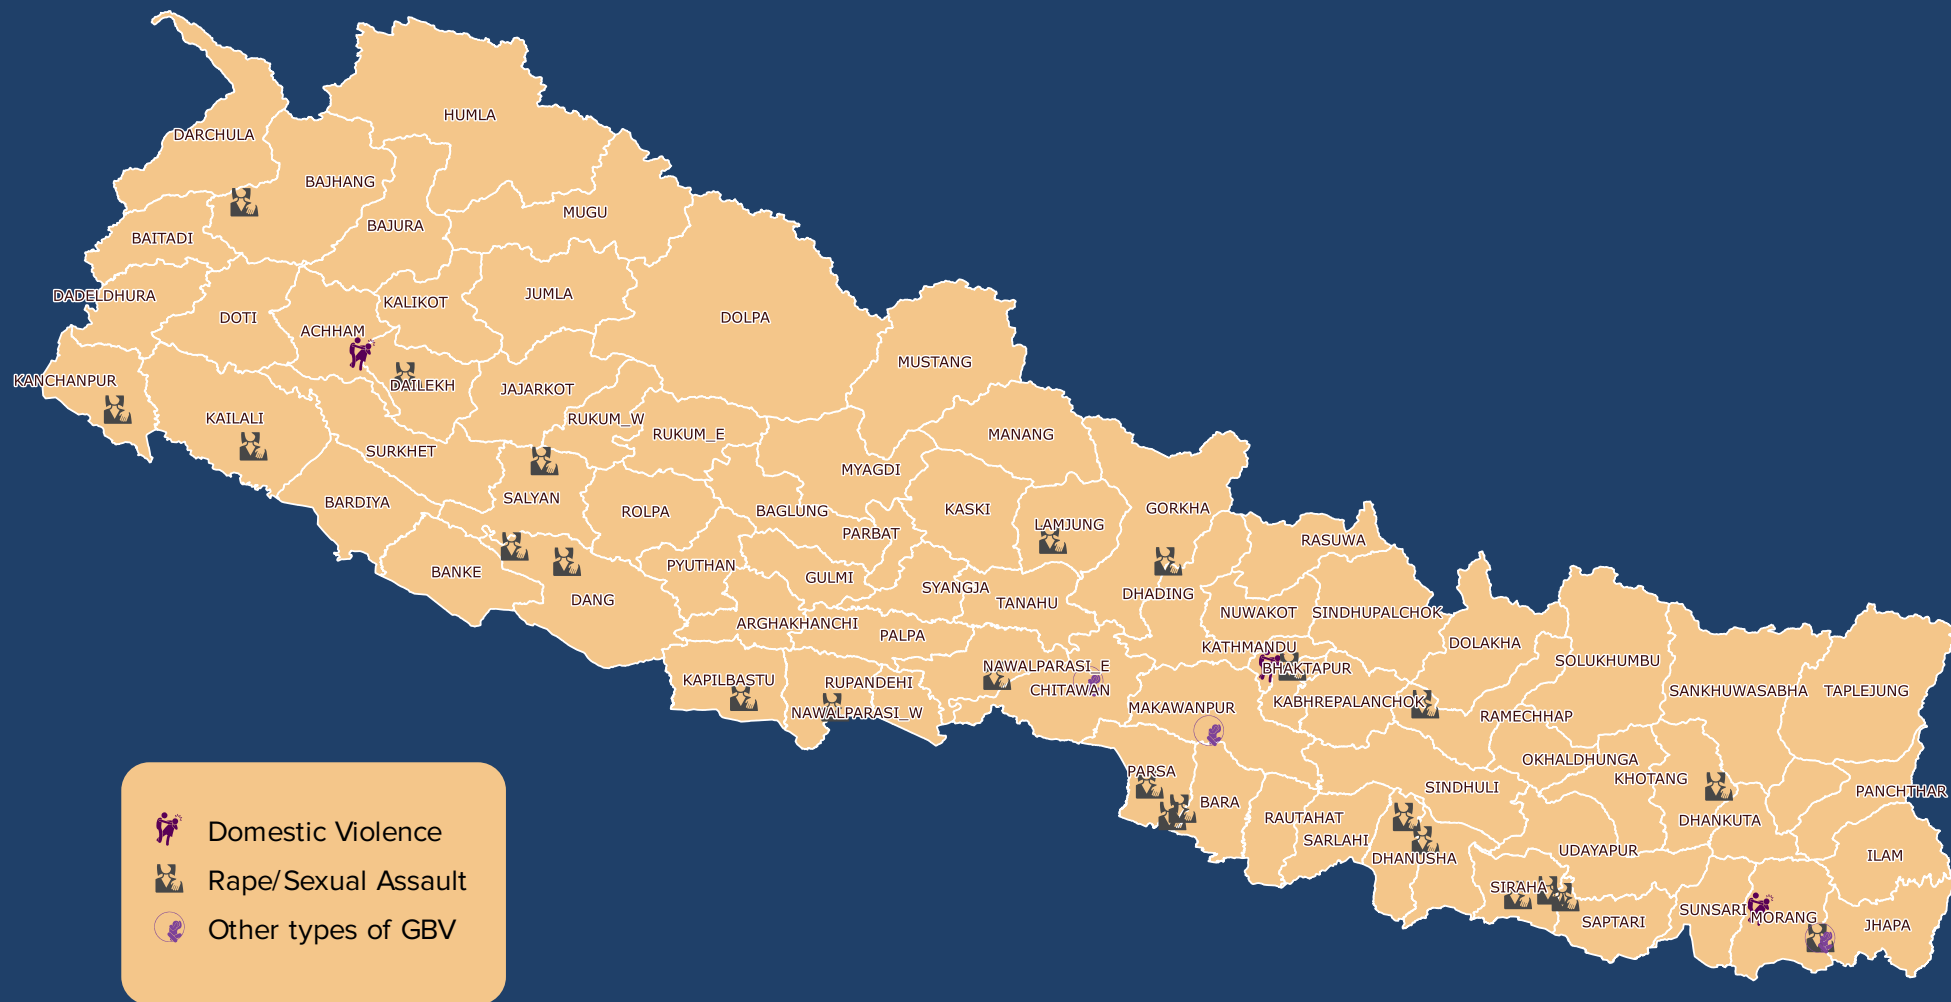 HUMLA
DARCHULA
BAJHANG
MUGU
BAJURA
BAITADI
DADELDHURA
JUMLA
KALIKOT
DOTI
DOLPA
ACHHAM
MUSTANG
KANCHANPUR
DAILEKH
JAJARKOT
KAILALI
RUKUM_W
RUKUM_E
MANANG
SURKHET
MYAGDI
SALYAN
BARDIYA
ROLPA
BAGLUNG
KASKI
GORKHA
LAMJUNG
PARBAT
RASUWA
PYUTHAN
BANKE
GULMI
SYANGJA
DHADING
DANG
TANAHU
NUWAKOT
SINDHUPALCHOK
ARGHAKHANCHI
PALPA
DOLAKHA
KATHMANDU
SOLUKHUMBU
NAWALPARASI_E
BHAKTAPUR
KAPILBASTU
RUPANDEHI
CHITAWAN
SANKHUWASABHA
TAPLEJUNG
KABHREPALANCHOK
MAKAWANPUR
NAWALPARASI_W
RAMECHHAP
OKHALDHUNGA
PARSA
KHOTANG
SINDHULI
PANCHTHAR
BARA
RAUTAHAT
DHANKUTA
SARLAHI
UDAYAPUR
ILAM
DHANUSHA
SIRAHA
SUNSARI
MORANG
SAPTARI
JHAPA
Domestic Violence
Rape/Sexual Assault
Other types of GBV